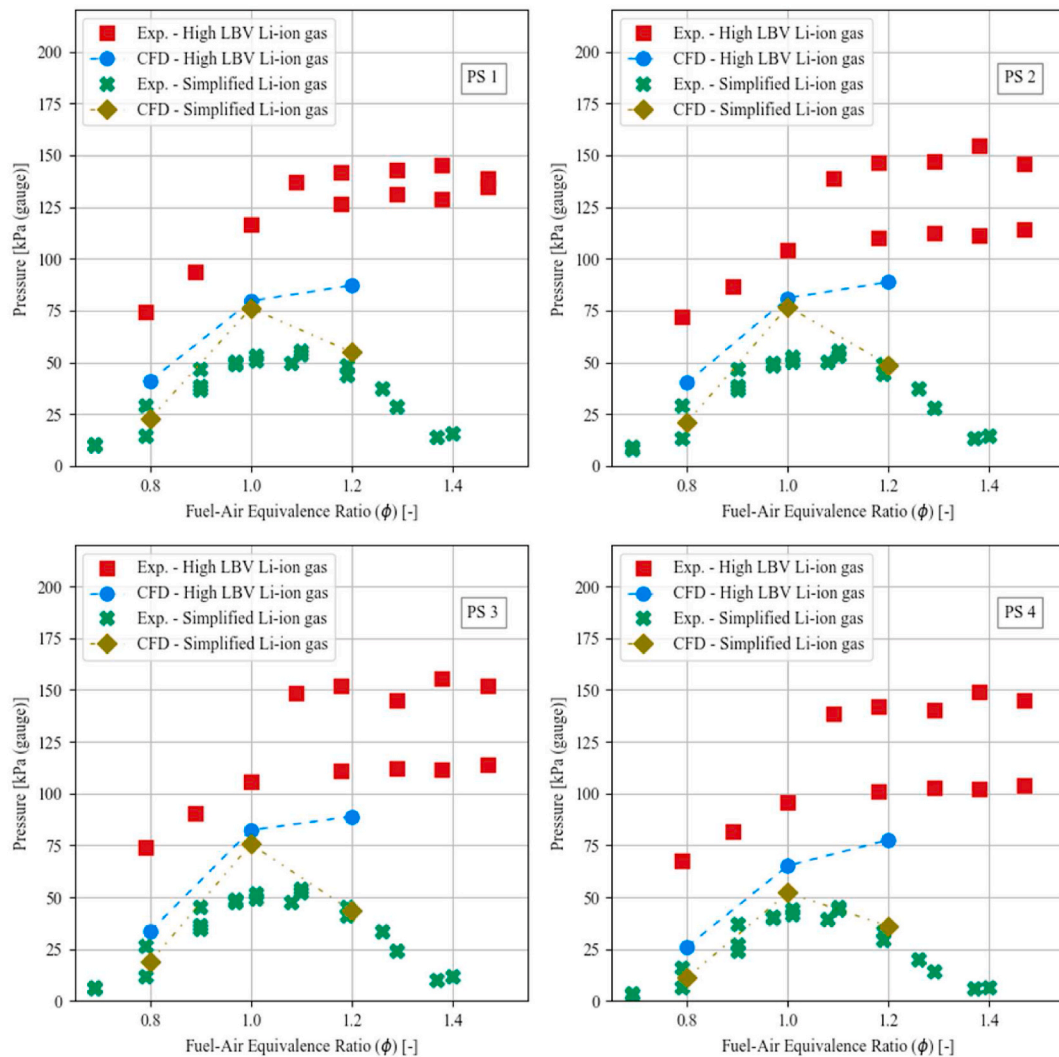 Exp. - High LBV Li-ion gas
CFD - High LBV Li-ion gas
Exp. - Simplified Li-ion gas
CFD - Simplified Li-ion gas
PS 1
Pressure [kPa (gauge)]
200
175
150
125
100
75
50
25
0
0.8 1.0 1.2 1.4
Fuel-Air Equivalence Ratio (ϕ) [-]
Exp. - High LBV Li-ion gas
CFD - High LBV Li-ion gas
Exp. - Simplified Li-ion gas
CFD - Simplified Li-ion gas
PS 2
Pressure [kPa (gauge)]
200
175
150
125
100
75
50
25
0
0.8 1.0 1.2 1.4
Fuel-Air Equivalence Ratio (ϕ) [-]
Exp. - High LBV Li-ion gas
CFD - High LBV Li-ion gas
Exp. - Simplified Li-ion gas
CFD - Simplified Li-ion gas
PS 3
Pressure [kPa (gauge)]
200
175
150
125
100
75
50
25
0
0.8 1.0 1.2 1.4
Fuel-Air Equivalence Ratio (ϕ) [-]
Exp. - High LBV Li-ion gas
CFD - High LBV Li-ion gas
Exp. - Simplified Li-ion gas
CFD - Simplified Li-ion gas
PS 4
Pressure [kPa (gauge)]
200
175
150
125
100
75
50
25
0
0.8 1.0 1.2 1.4
Fuel-Air Equivalence Ratio (ϕ) [-]